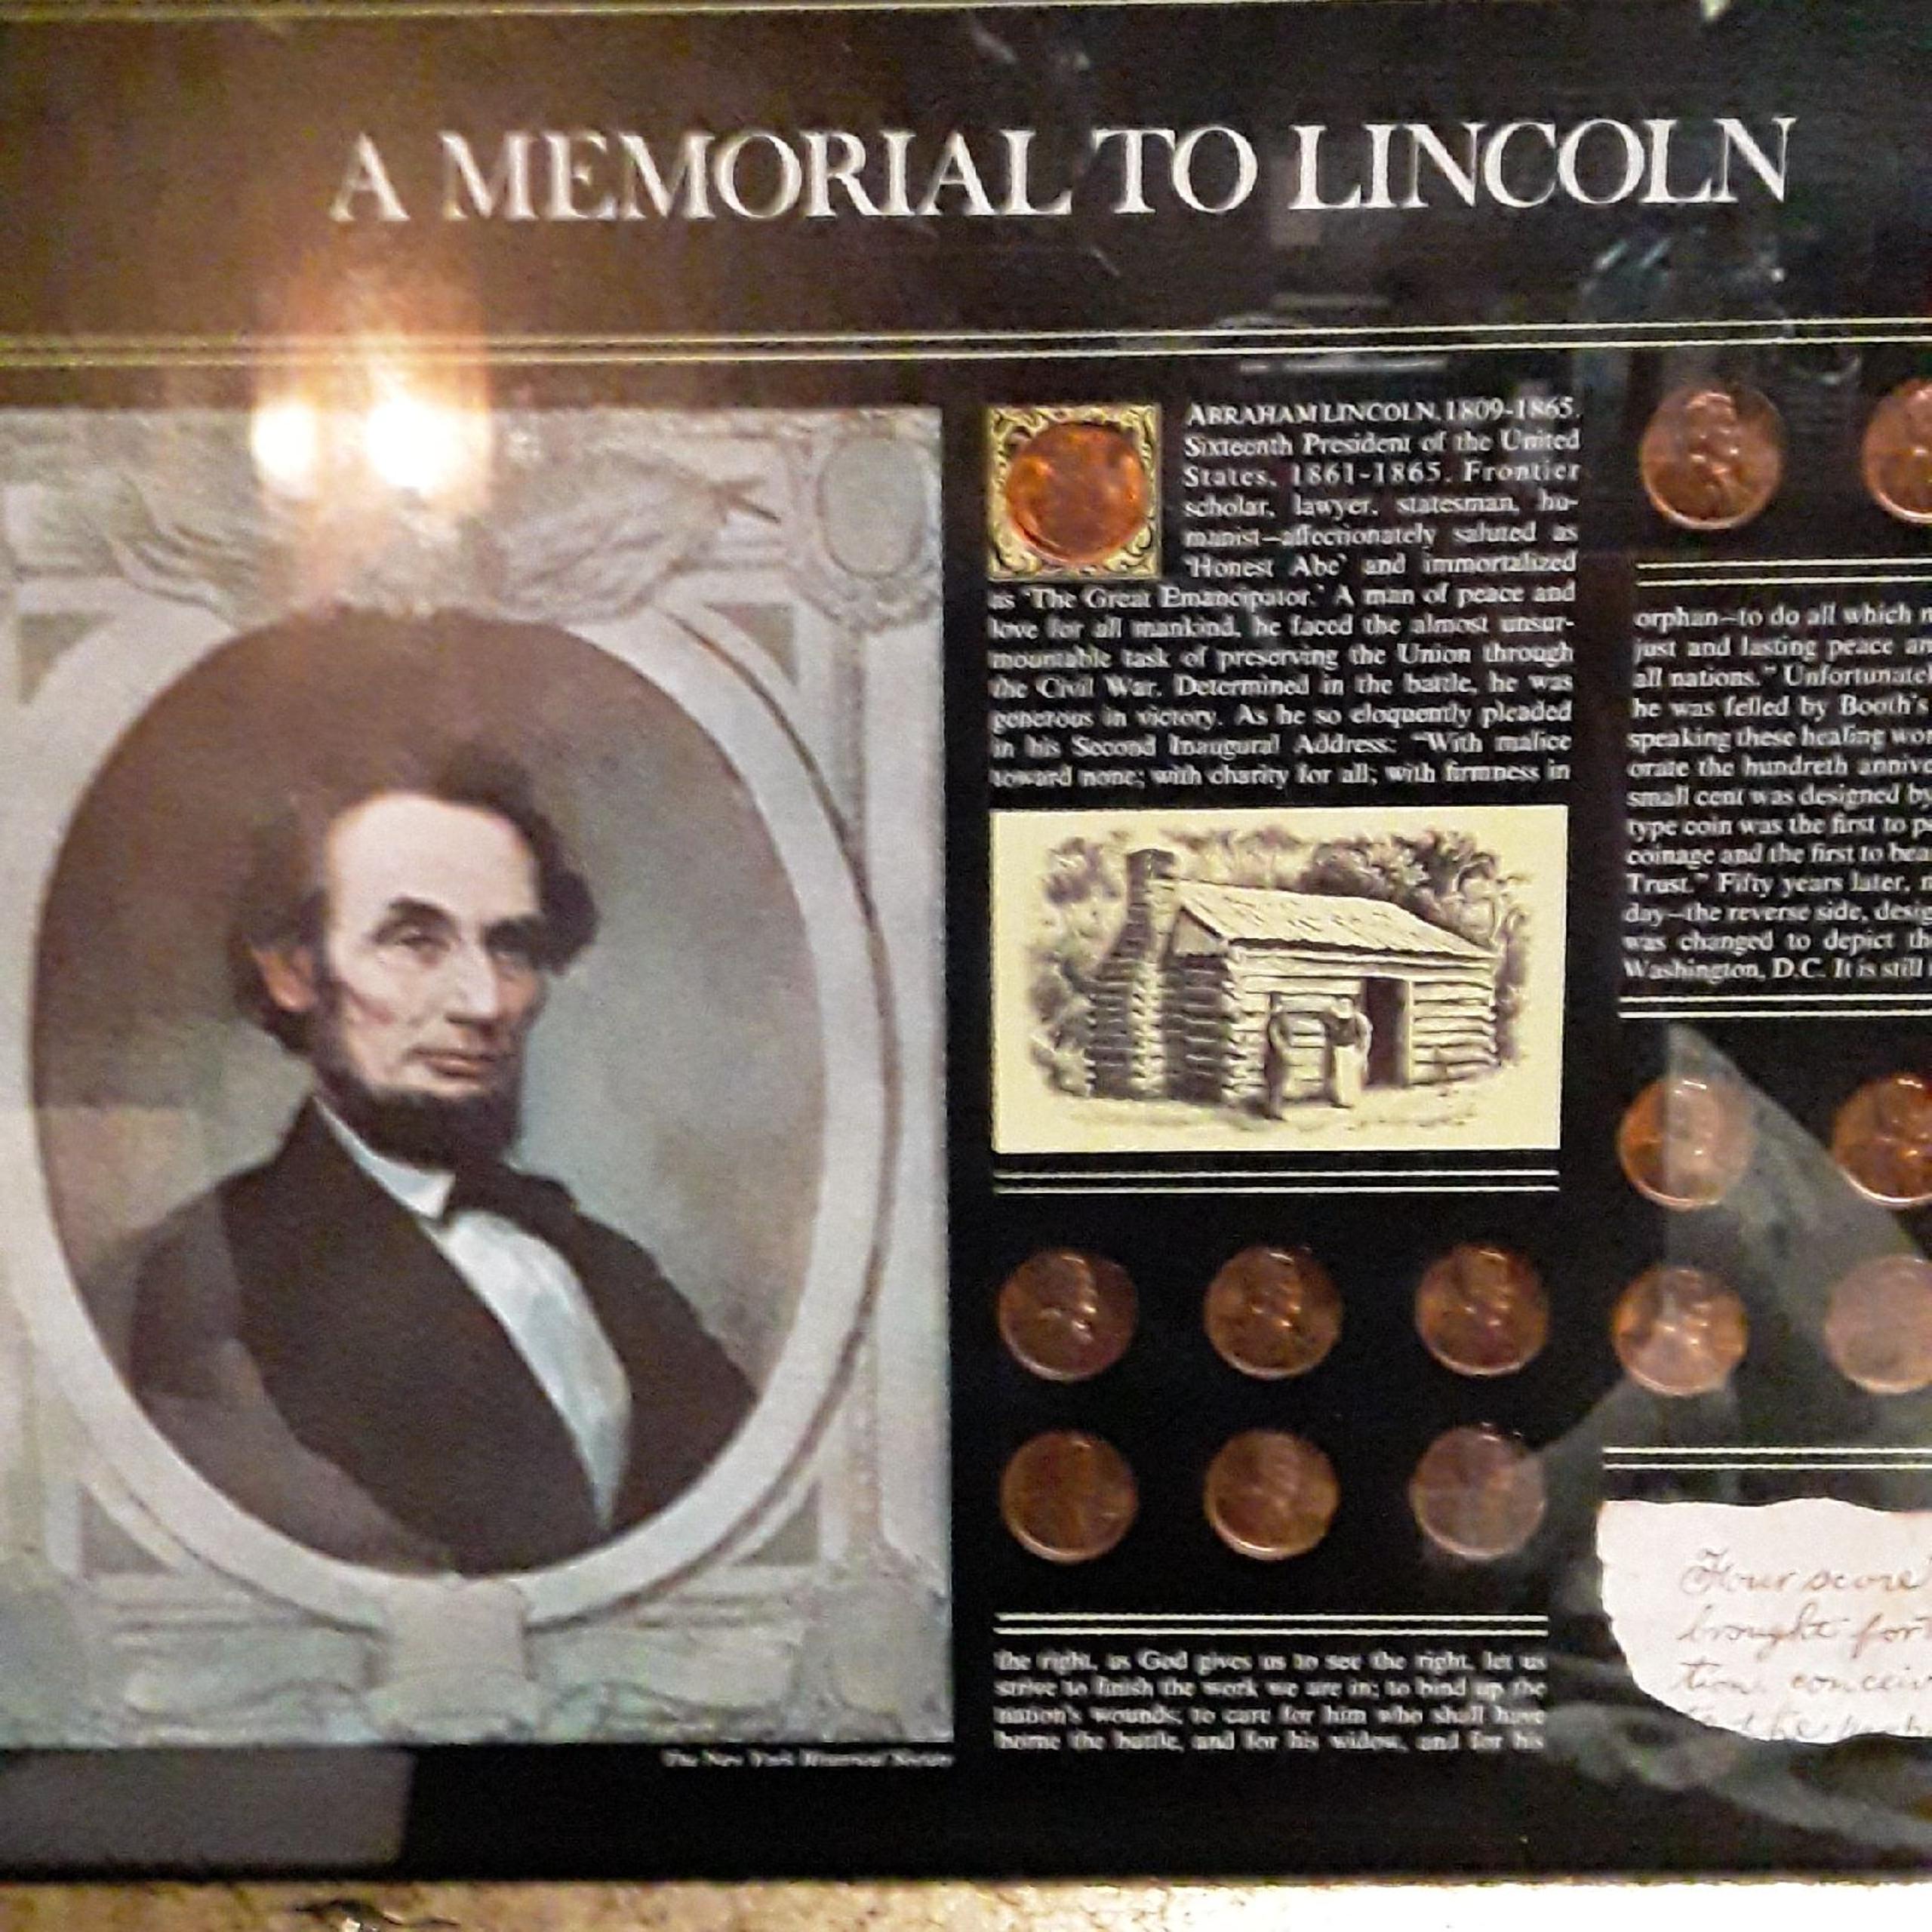 A MEMORIAL TO LINCOLN
ABRAHAM LINCOLN, 1809-1865.
Sixteenth President of the United
States, 1861-1865. Frontier
scholar, lawyer, statesman, hu-
manist—affectionately saluted as
'Honest Abe' and immortalized
as 'The Great Emancipator.' A man of peace and
love for all mankind, he faced the almost unsur-
mountable task of preserving the Union through
the Civil War. Determined in the battle, he was
generous in victory. As he so eloquently pleaded
in his Second Inaugural Address: "With malice
toward none; with charity for all; with firmness in
the right, as God gives us to see the right, let us
strive to finish the work we are in; to bind up the
nation's wounds; to care for him who shall have
borne the battle, and for his widow, and for his
The New York Historical Society
orphan—to do all which
just and lasting peace
all nations." Unfortunatel
he was felled by Booth's
speaking these healing
orate the hundreth
small cent was designed by
type coin was the first to
coinage and the first to
Trust." Fifty years later,
day—the reverse side,
was changed to depict
Washington, D.C. It is still
Four score
brought for
tion, concei